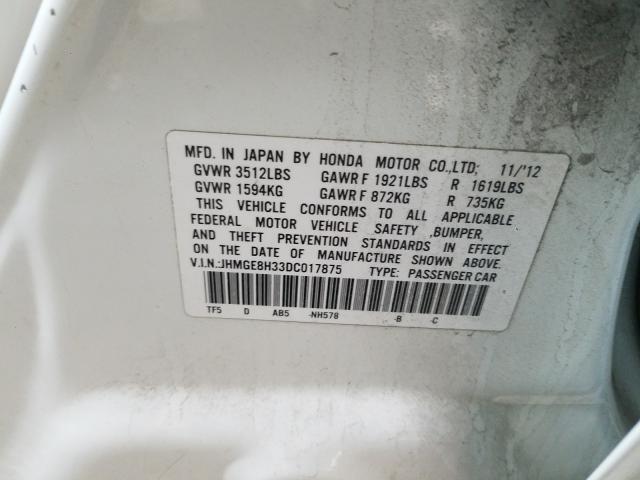 MFD. IN JAPAN BY HONDA MOTOR CO.,LTD; 11/'12
GVWR 3512LBS GAWR F 1921LBS R 1619LBS
GVWR 1594KG GAWR F 872KG R 735KG
THIS VEHICLE CONFORMS TO ALL APPLICABLE
FEDERAL MOTOR VEHICLE SAFETY ,BUMPER,
AND THEFT PREVENTION STANDARDS IN EFFECT
ON THE DATE OF MANUFACTURE SHOWN ABOVE.
V.I.N.:JHMGE8H33DC017875 TYPE: PASSENGER CAR
TF5 D AB5 -NH578 -B -C